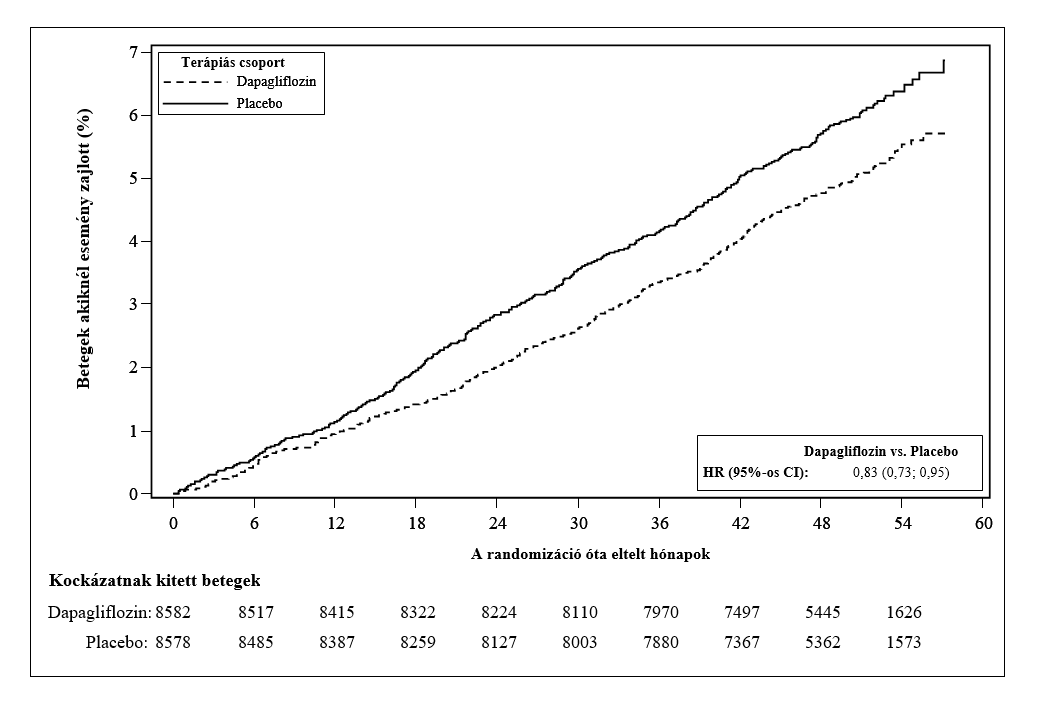 7
Terápiás csoport
Dapagliflozin
Placebo
6
5
4
3
2
1
0
Betegek akiknél esemény zajlott (%)
Dapagliflozin vs. Placebo
HR (95%-os CI): 0,83 (0,73; 0,95)
0 6 12 18 24 30 36 42 48 54 60
A randomizáció óta eltelt hónapok
Kockázatnak kitett betegek
Dapagliflozin: 8582 8517 8415 8322 8224 8110 7970 7497 5445 1626
Placebo: 8578 8485 8387 8259 8127 8003 7880 7367 5362 1573